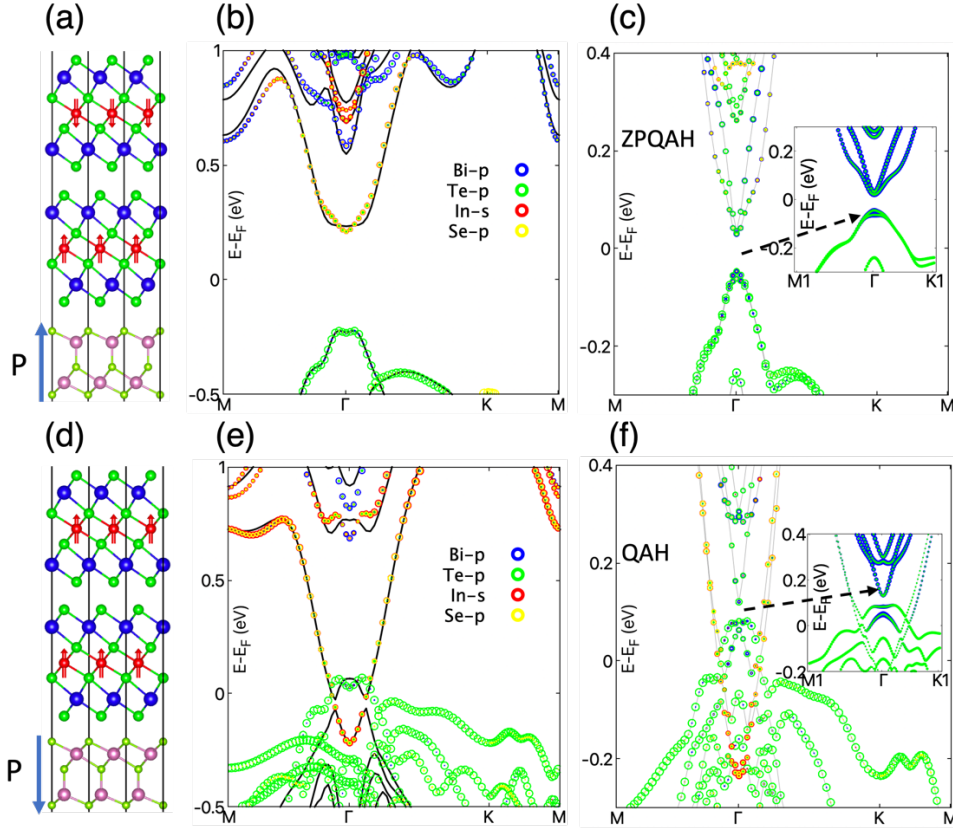 (a)
(b)
(c)
P
E-E_F (eV)
1
0.5
0
-0.5
M
Γ
K
M
Bi-p
Te-p
In-s
Se-p
E-E_F (eV)
0.4
0.2
0
-0.2
M
Γ
K
M
ZPQAH
E-E_F (eV)
0.4
0.2
0
-0.2
M1
Γ
K1
(d)
(e)
(f)
P
E-E_F (eV)
1
0.5
0
-0.5
M
Γ
K
M
Bi-p
Te-p
In-s
Se-p
E-E_F (eV)
0.4
0.2
0
-0.2
M
Γ
K
M
QAH
E-E_F (eV)
0.4
0.2
0
-0.2
M1
Γ
K1